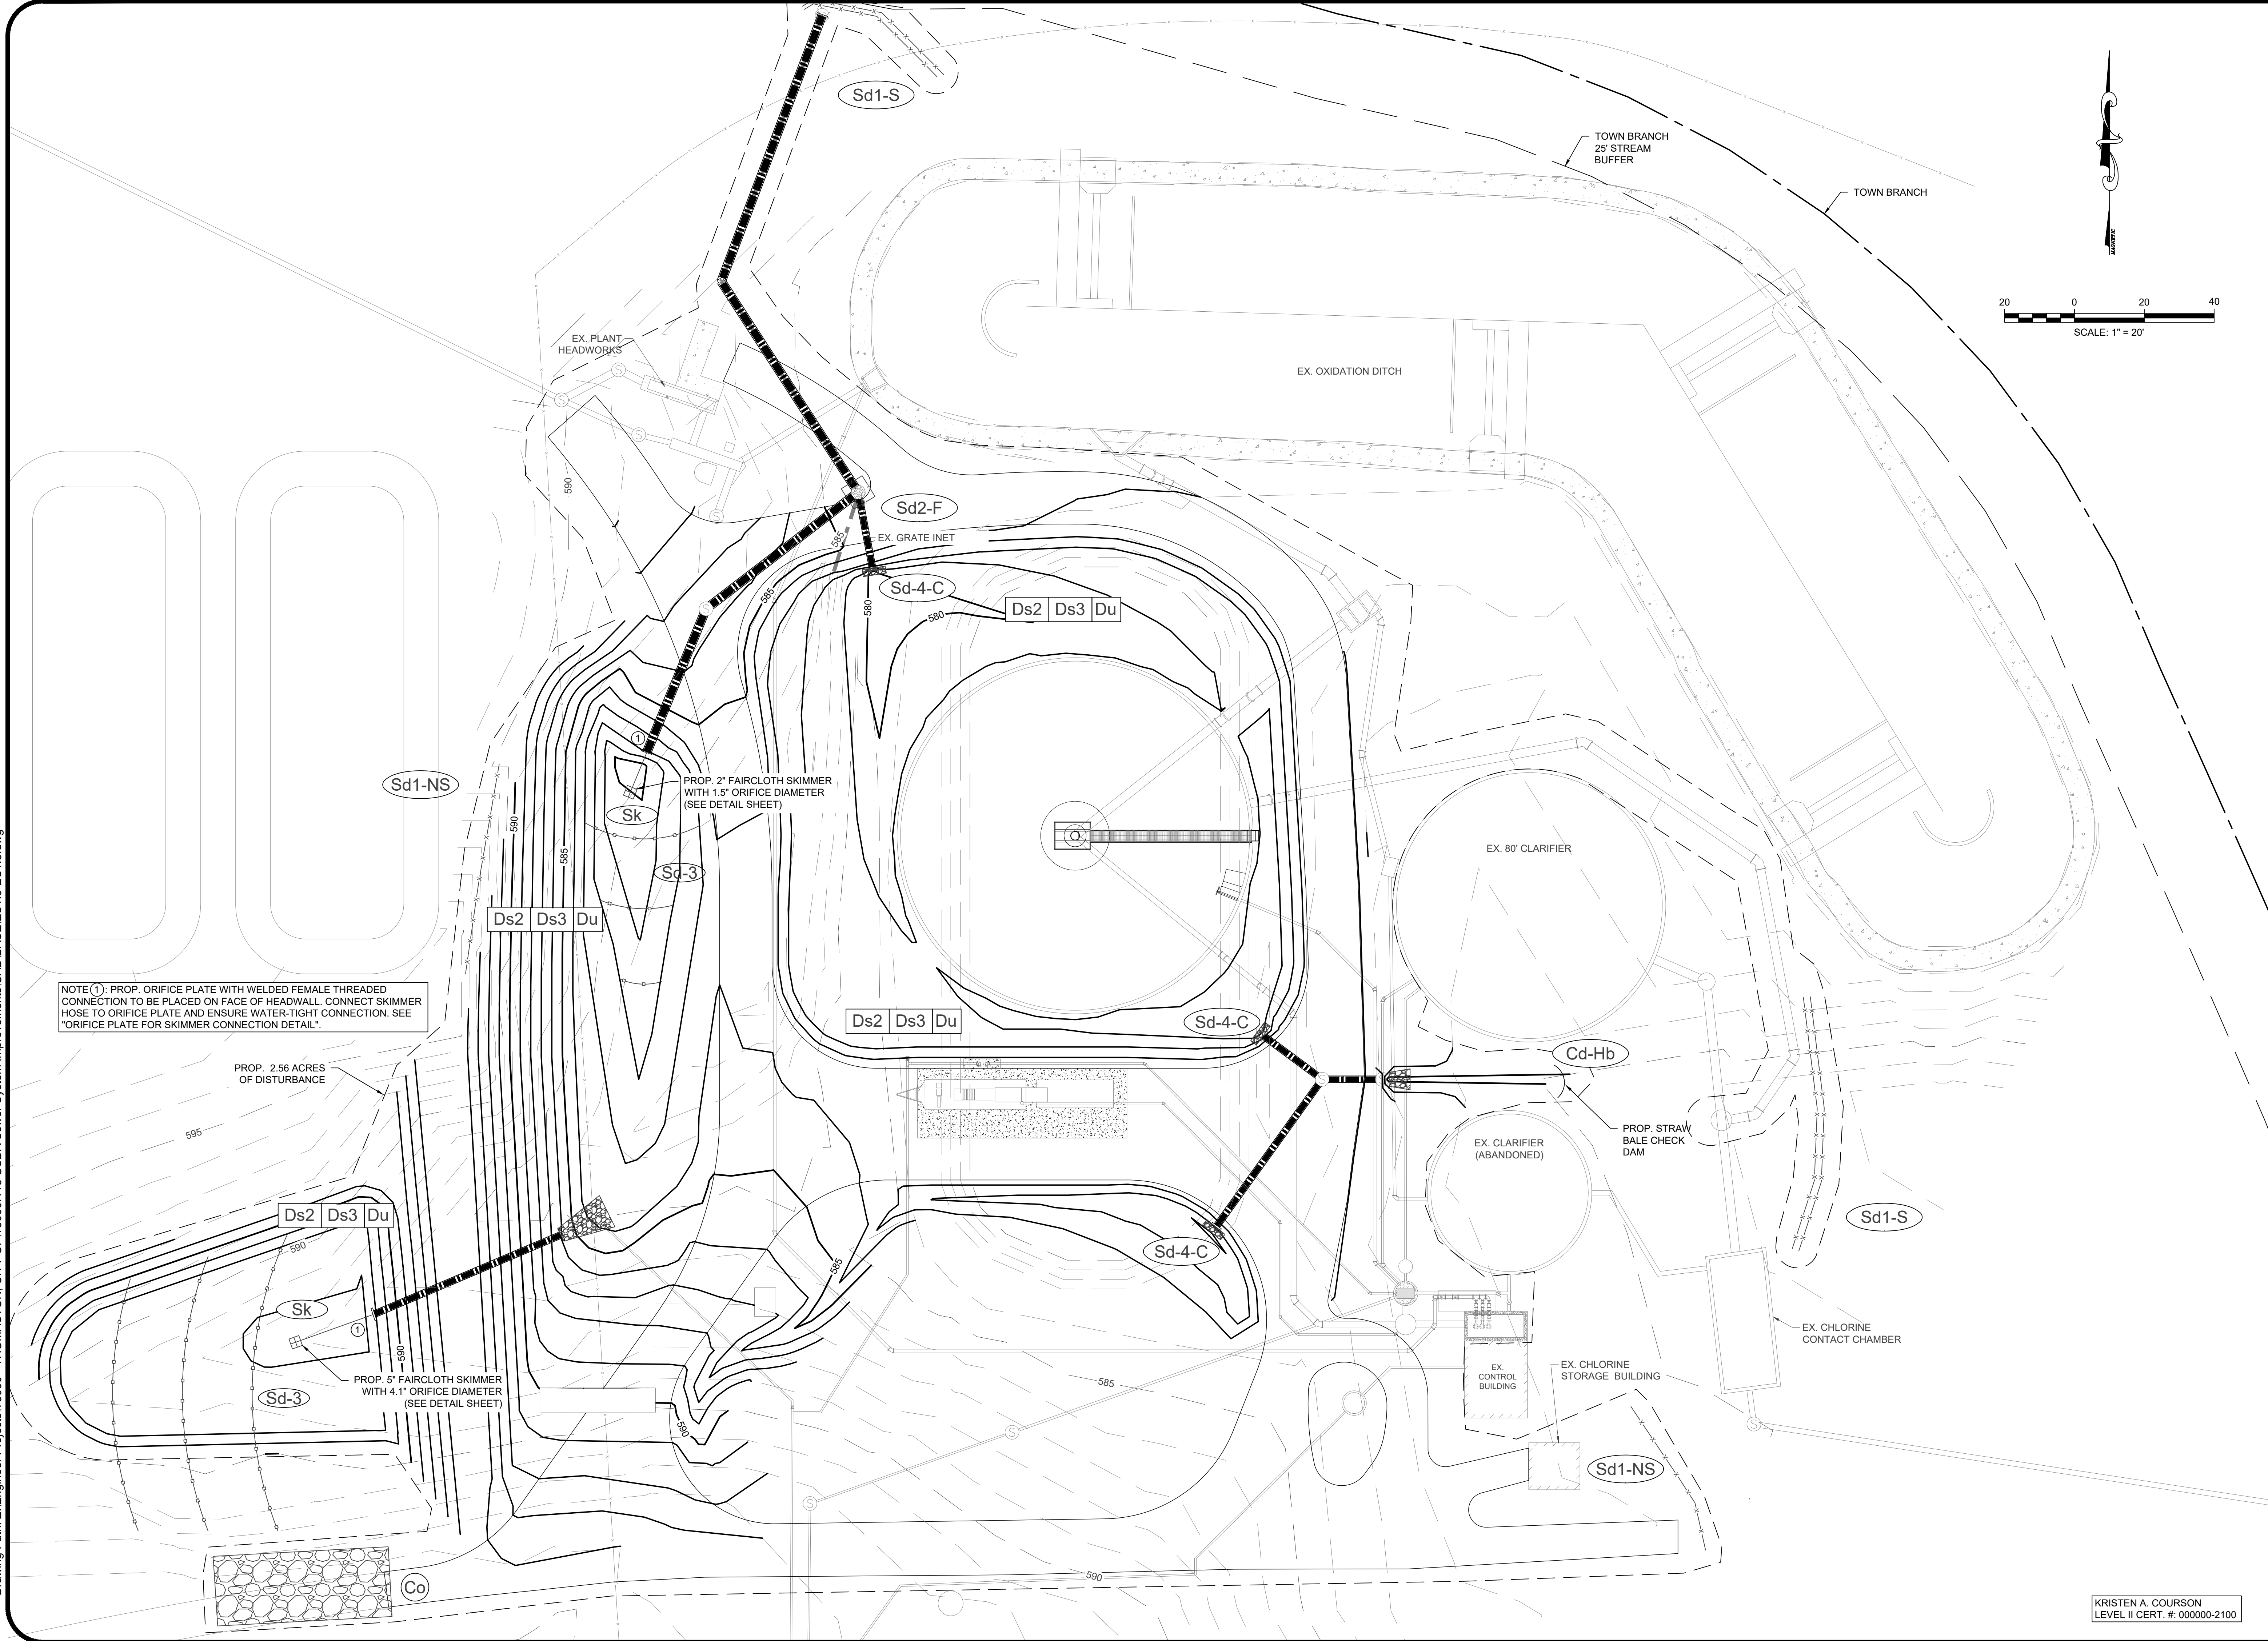 Sd1-S
TOWN BRANCH
25' STREAM
BUFFER
TOWN BRANCH
MAGNETIC
20 0 20 40
SCALE: 1" = 20'
EX. PLANT
HEADWORKS
EX. OXIDATION DITCH
590
Sd2-F
585
EX. GRATE INET
Sd-4-C
585
580
580
Ds2 Ds3 Du
1
Sd1-NS
PROP. 2" FAIRCLOTH SKIMMER
WITH 1.5" ORIFICE DIAMETER
(SEE DETAIL SHEET)
Sk
590
585
Sd-3
EX. 80' CLARIFIER
Ds2 Ds3 Du
NOTE 1: PROP. ORIFICE PLATE WITH WELDED FEMALE THREADED
CONNECTION TO BE PLACED ON FACE OF HEADWALL. CONNECT SKIMMER
HOSE TO ORIFICE PLATE AND ENSURE WATER-TIGHT CONNECTION. SEE
"ORIFICE PLATE FOR SKIMMER CONNECTION DETAIL".
Ds2 Ds3 Du
Sd-4-C
Cd-Hb
PROP. 2.56 ACRES
OF DISTURBANCE
595
PROP. STRAW
BALE CHECK
DAM
EX. CLARIFIER
(ABANDONED)
Sd1-S
Ds2 Ds3 Du
590
Sd-4-C
585
Sk
1
590
EX. CHLORINE
CONTACT CHAMBER
PROP. 5" FAIRCLOTH SKIMMER
WITH 4.1" ORIFICE DIAMETER
(SEE DETAIL SHEET)
Sd-3
EX.
CONTROL
BUILDING
EX. CHLORINE
STORAGE BUILDING
585
590
Sd1-NS
Co
590
KRISTEN A. COURSON
LEVEL II CERT. #: 000000-2100